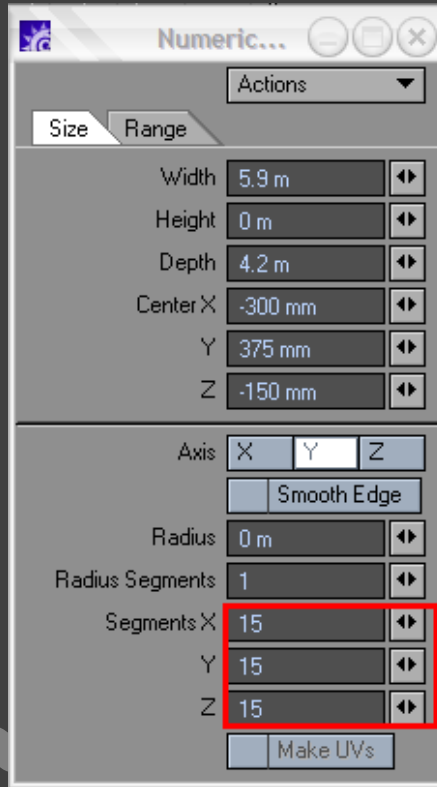 Numeric...
Actions
Size Range
Width 5.9 m
Height 0 m
Depth 4.2 m
Center X -300 mm
Y 375 mm
Z -150 mm
Axis X Y Z
Smooth Edge
Radius 0 m
Radius Segments 1
Segments X 15
Y 15
Z 15
Make UVs